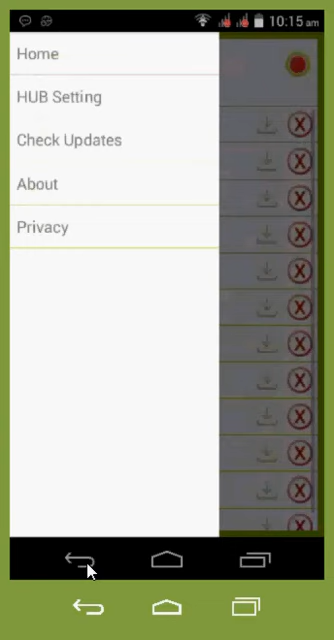 10:15 am
Home
HUB Setting
Check Updates
About
Privacy
X
X
X
X
X
X
X
X
X
X
X
X